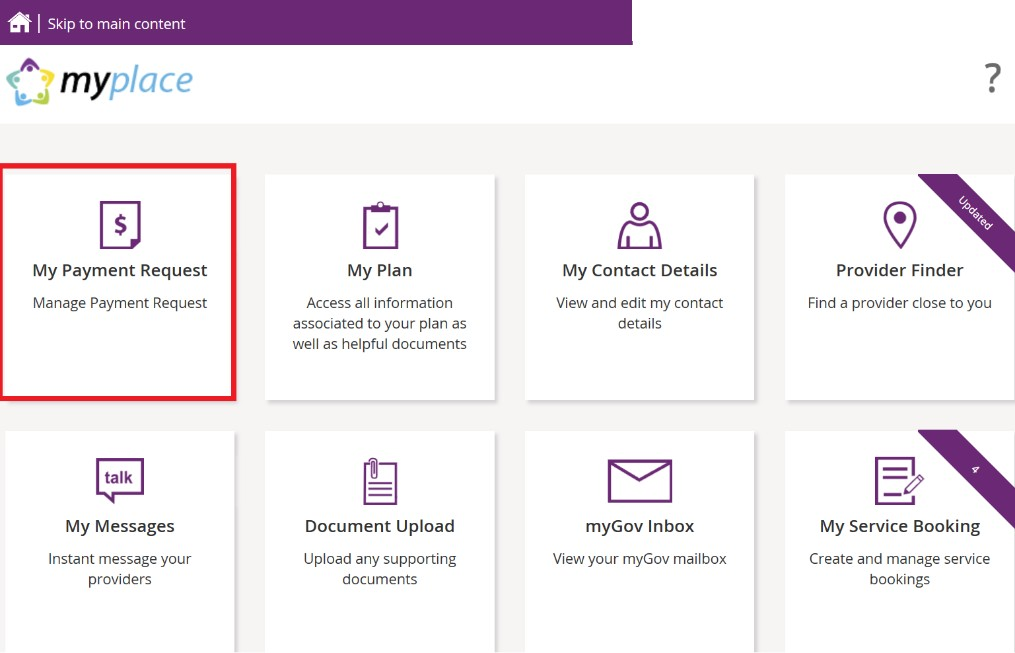 Skip to main content
myplace
?
$
My Payment Request
Manage Payment Request
My Plan
Access all information
associated to your plan as
well as helpful documents
My Contact Details
View and edit my contact
details
Updated
Provider Finder
Find a provider close to you
talk
My Messages
Instant message your
providers
Document Upload
Upload any supporting
documents
myGov Inbox
View your myGov mailbox
4
My Service Booking
Create and manage service
bookings